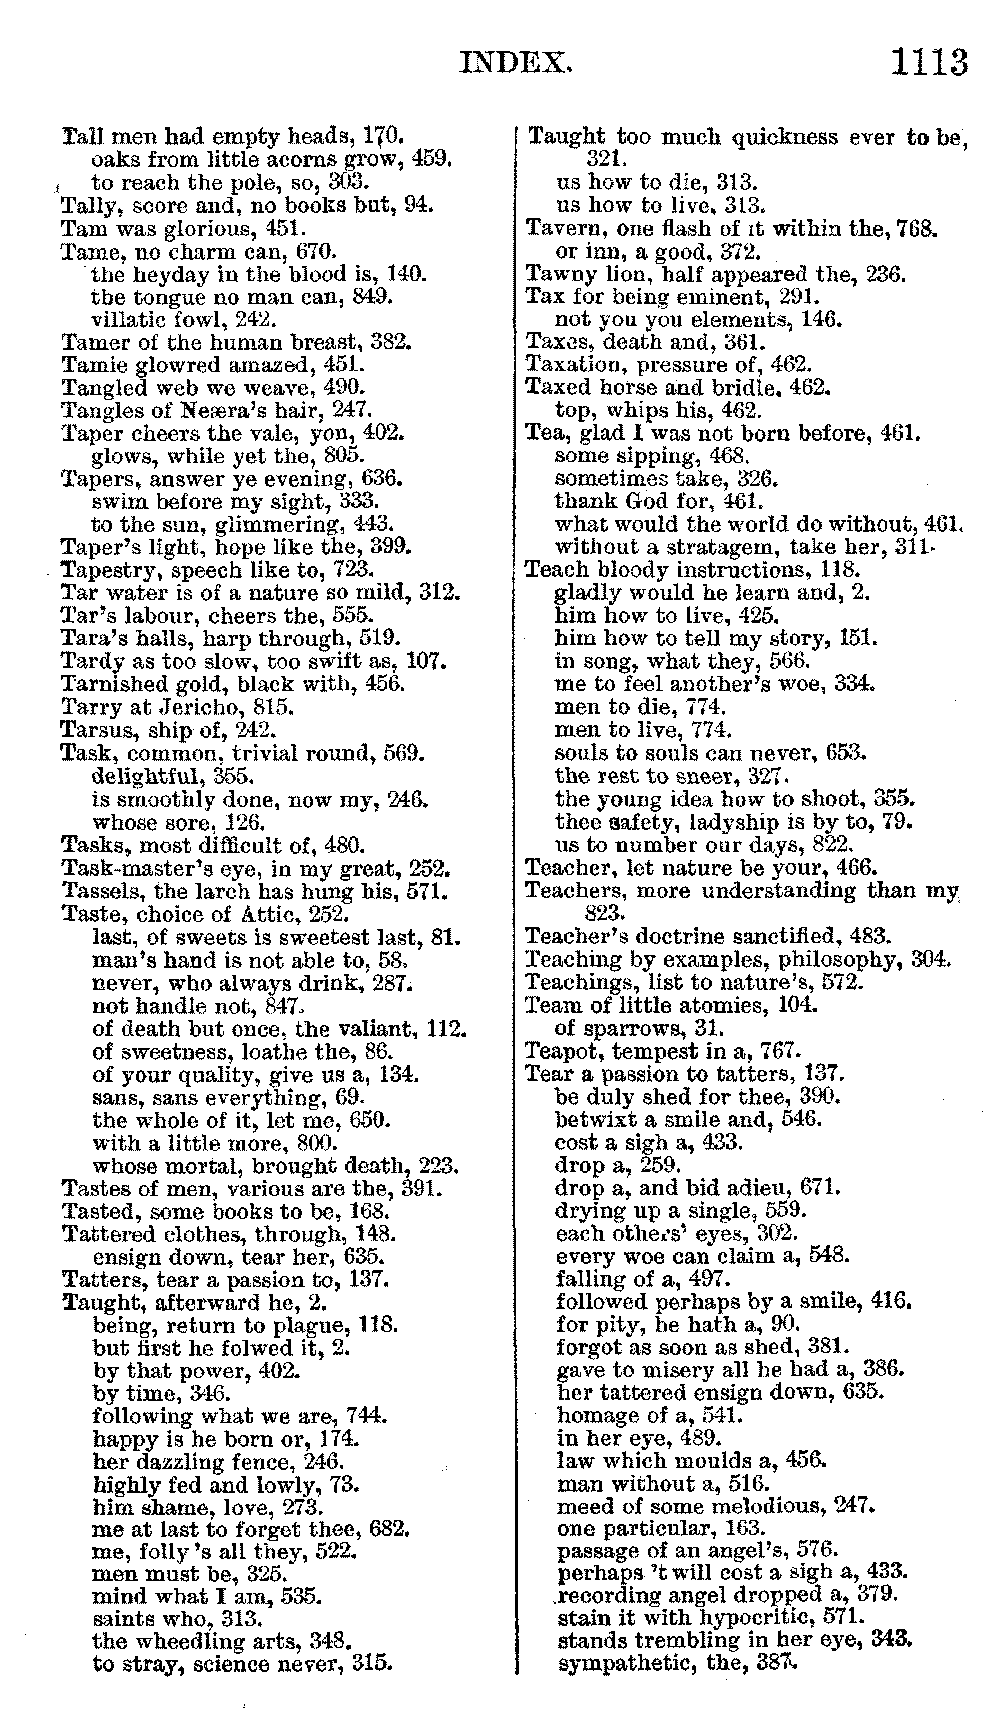 INDEX. 1113
Tall men had empty heads, 170.
oaks from little acorns grow, 459.
to reach the pole, so, 303.
Tally, score and, no books but, 94.
Tam was glorious, 451.
Tame, no charm can, 670.
the heyday in the blood is, 140.
the tongue no man can, 849.
villatic fowl, 242.
Tamer of the human breast, 382.
Tamie glowred amazed, 451.
Tangled web we weave, 490.
Tangles of Neæra's hair, 247.
Taper cheers the vale, yon, 402.
glows, while yet the, 805.
Tapers, answer ye evening, 636.
swim before my sight, 333.
to the sun, glimmering, 443.
Taper's light, hope like the, 399.
Tapestry, speech like to, 723.
Tar water is of a nature so mild, 312.
Tar's labour, cheers the, 555.
Tara's halls, harp through, 519.
Tardy as too slow, too swift as, 107.
Tarnished gold, black with, 456.
Tarry at Jericho, 815.
Tarsus, ship of, 242.
Task, common, trivial round, 569.
delightful, 355.
is smoothly done, now my, 246.
whose sore, 126.
Tasks, most difficult of, 480.
Task-master's eye, in my great, 252.
Tassels, the larch has hung his, 571.
Taste, choice of Attic, 252.
last, of sweets is sweetest last, 81.
man's hand is not able to, 58.
never, who always drink, 287.
not handle not, 847.
of death but once, the valiant, 112.
of sweetness, loathe the, 86.
of your quality, give us a, 134.
sans, sans everything, 69.
the whole of it, let me, 650.
with a little more, 800.
whose mortal, brought death, 223.
Tastes of men, various are the, 391.
Tasted, some books to be, 168.
Tattered clothes, through, 148.
ensign down, tear her, 635.
Tatters, tear a passion to, 137.
Taught, afterward he, 2.
being, return to plague, 118.
but first he folwed it, 2.
by that power, 402.
by time, 346.
following what we are, 744.
happy is he born or, 174.
her dazzling fence, 246.
highly fed and lowly, 73.
him shame, love, 273.
me at last to forget thee, 682.
me, folly 's all they, 522.
men must be, 325.
mind what I am, 535.
saints who, 313.
the wheedling arts, 348.
to stray, science never, 315.
Taught too much quickness ever to be,
321.
us how to die, 313.
us how to live, 313.
Tavern, one flash of it within the, 768.
or inn, a good, 372.
Tawny lion, half appeared the, 236.
Tax for being eminent, 291.
not you you elements, 146.
Taxes, death and, 361.
Taxation, pressure of, 462.
Taxed horse and bridle, 462.
top, whips his, 462.
Tea, glad I was not born before, 461.
some sipping, 468.
sometimes take, 326.
thank God for, 461.
what would the world do without, 461.
without a stratagem, take her, 311.
Teach bloody instructions, 118.
gladly would he learn and, 2.
him how to live, 425.
him how to tell my story, 151.
in song, what they, 566.
me to feel another's woe, 334.
men to die, 774.
men to live, 774.
souls to souls can never, 653.
the rest to sneer, 327.
the young idea how to shoot, 355.
thee safety, ladyship is by to, 79.
us to number our days, 822.
Teacher, let nature be your, 466.
Teachers, more understanding than my
823.
Teacher's doctrine sanctified, 483.
Teaching by examples, philosophy, 304.
Teachings, list to nature's, 572.
Team of little atomies, 104.
of sparrows, 31.
Teapot, tempest in a, 767.
Tear a passion to tatters, 137.
be duly shed for thee, 390.
betwixt a smile and, 546.
cost a sigh a, 433.
drop a, 259.
drop a, and bid adieu, 671.
drying up a single, 559.
each others' eyes, 302.
every woe can claim a, 548.
falling of a, 497.
followed perhaps by a smile, 416.
for pity, he hath a, 90.
forgot as soon as shed, 381.
gave to misery all he had a, 386.
her tattered ensign down, 635.
homage of a, 541.
in her eye, 489.
law which moulds a, 456.
man without a, 516.
meed of some melodious, 247.
one particular, 163.
passage of an angel's, 576.
perhaps 't will cost a sigh a, 433.
recording angel dropped a, 379.
stain it with hypocritic, 571.
stands trembling in her eye, 343.
sympathetic, the, 387.